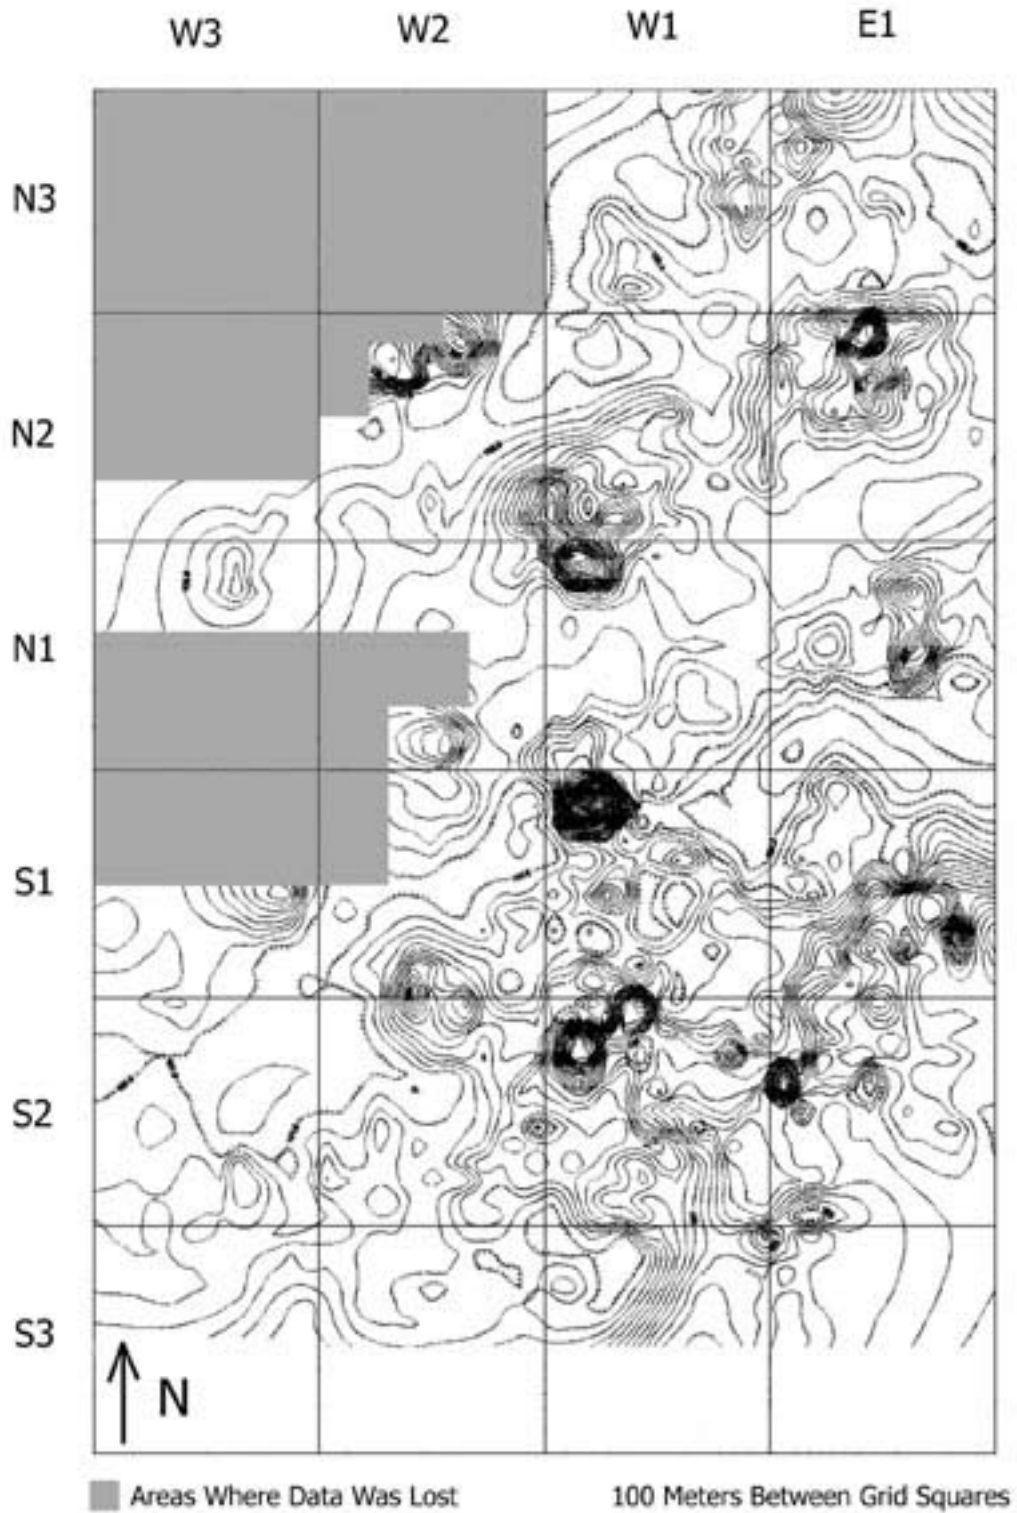 W3 W2 W1 E1
N3
N2
N1
S1
S2
S3
N
Areas Where Data Was Lost 100 Meters Between Grid Squares